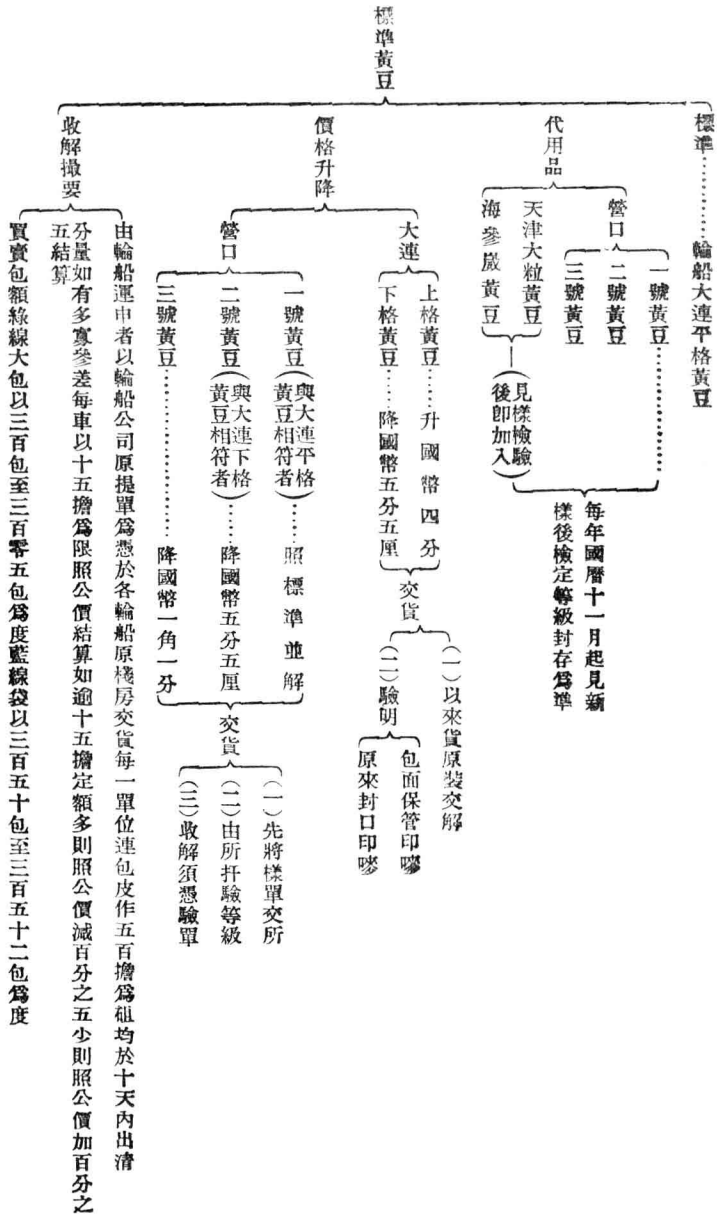 標準黃豆
標準……………輪船大連平格黃豆
代用品
營口
一號黃豆……………
二號黃豆
三號黃豆
每年國曆十一月起見新
樣後檢定等級封存爲準
天津大粒黃豆
海參崴黃豆
(見樣檢驗
後卽加入)
價格升降
大連
上格黃豆……升國幣四分
下格黃豆……降國幣五分五厘
交貨
(一)以來貨原裝交解
(二)驗明
包面保管印嘜
原來封口印嘜
營口
一號黃豆(與大連平格
黃豆相符者)……照標準並解
二號黃豆(與大連下格
黃豆相符者)……降國幣五分五厘
三號黃豆……………降國幣一角一分
交貨
(一)先將樣單交所
(二)由所扦驗等級
(三)收解須憑驗單
收解撮要
由輪船運申者以輪船公司原提單爲憑於各輪船原棧房交貨每一單位連包皮作五百擔爲組均於十天內出清
分量如有多寡參差每車以十五擔爲限照公價結算如逾十五擔定額多則照公價減百分之五少則照公價加百分之
五結算
買賣包額綠線大包以三百包至三百零五包爲度藍線袋以三百五十包至三百五十二包爲度